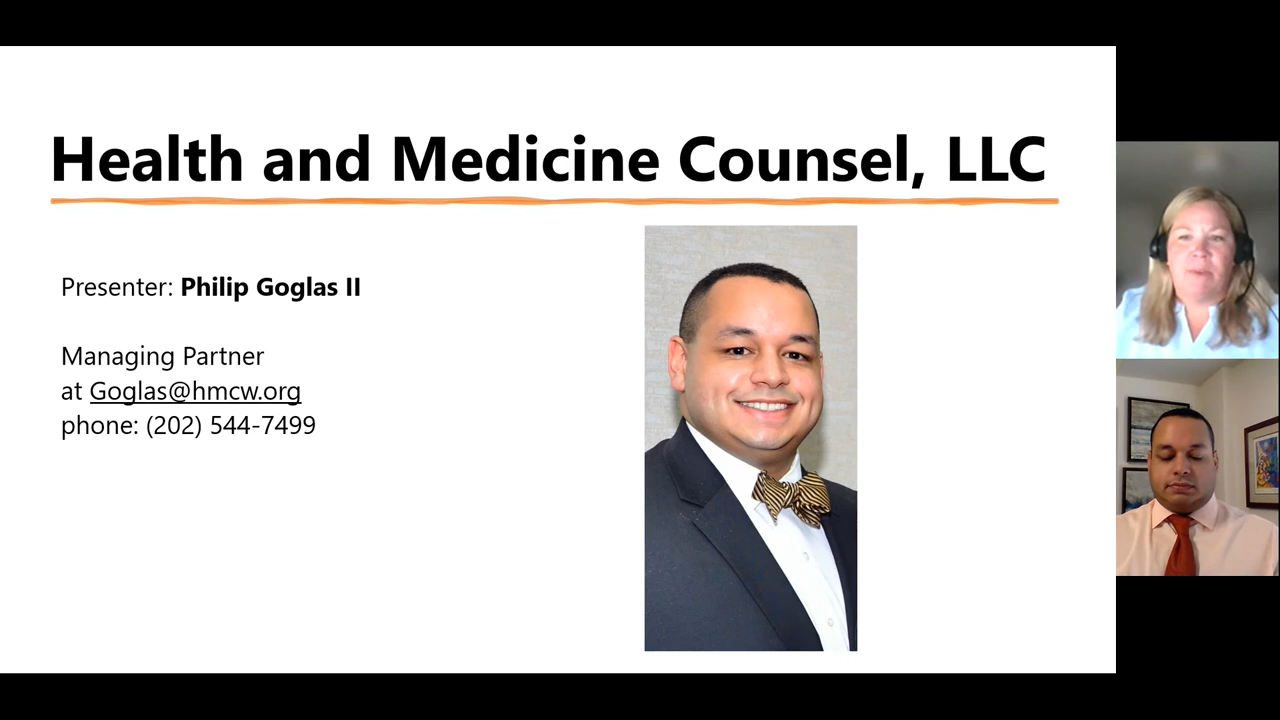 Health and Medicine Counsel, LLC
Presenter: Philip Goglas II
Managing Partner
at Goglas@hmcw.org
phone: (202) 544-7499